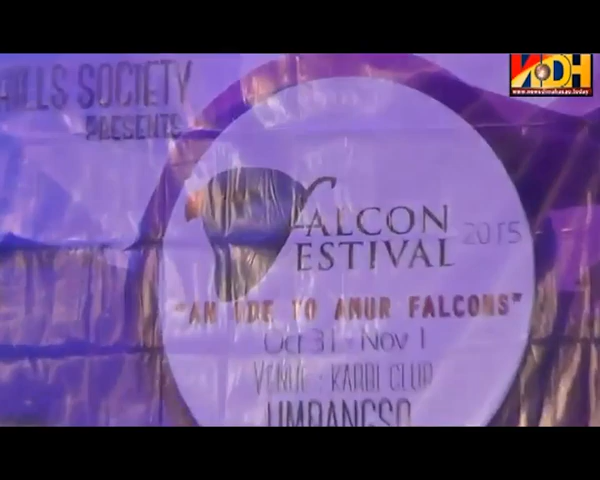 NDH
HILLS SOCIETY
PRESENTS
FALCON
FESTIVAL 2015
"AN ODE TO AMUR FALCONS"
Oct 31 - Nov 1
VENUE : KARBI CLUB
UMRANGSO